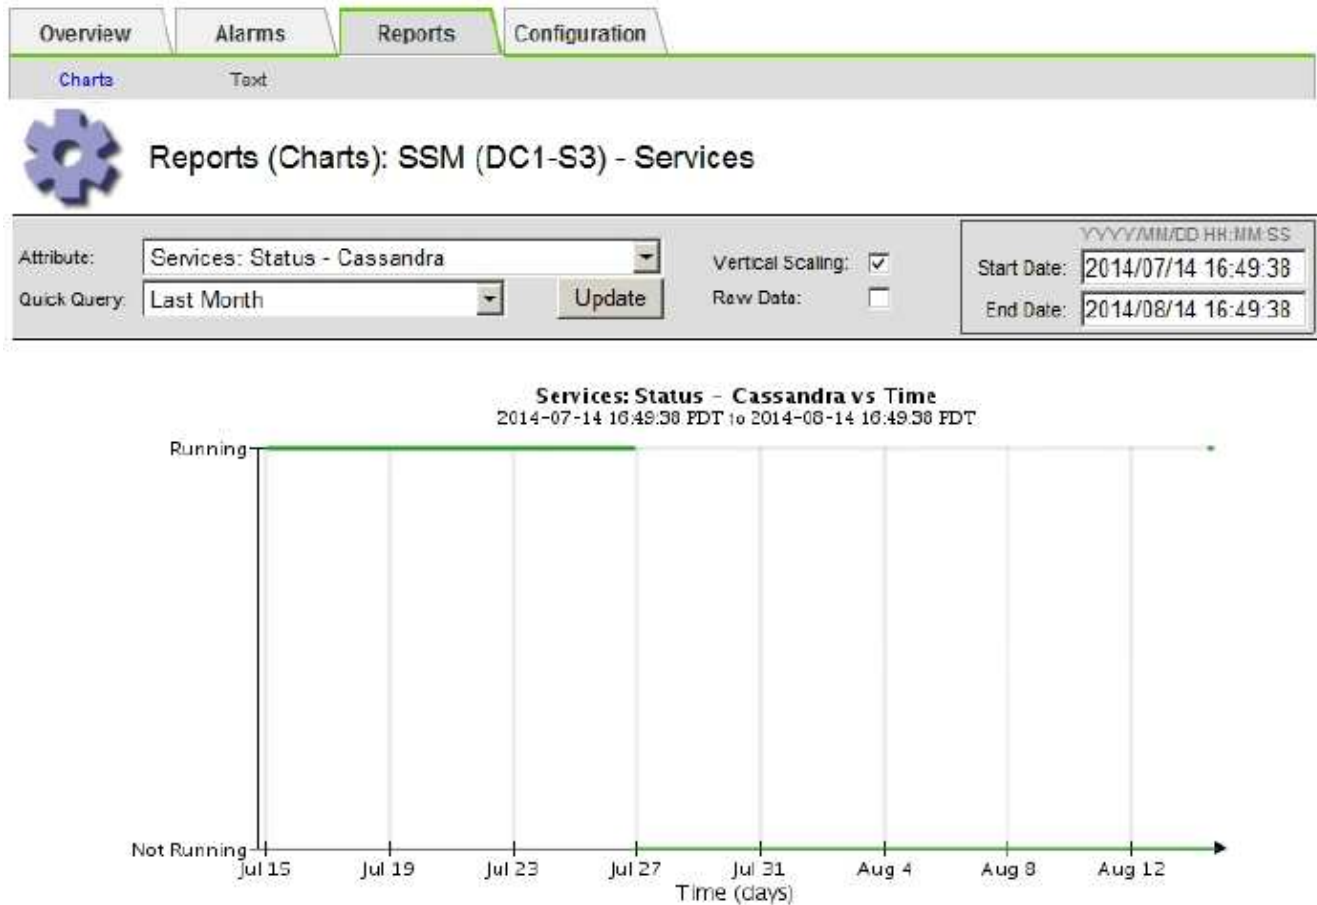 Overview Alarms Reports Configuration
Charts Text
Reports (Charts): SSM (DC1-S3) - Services
YYYY/MM/DD HH:MM:SS
Attribute: Services: Status - Cassandra Vertical Scaling: Start Date: 2014/07/14 16:49:38
Quick Query: Last Month Update Raw Data: End Date: 2014/08/14 16:49:38
Services: Status - Cassandra vs Time
2014-07-14 16:49:38 PDT to 2014-08-14 16:49:38 PDT
Running
Not Running
Jul 15 Jul 19 Jul 23 Jul 27 Jul 31 Aug 4 Aug 8 Aug 12
Time (days)